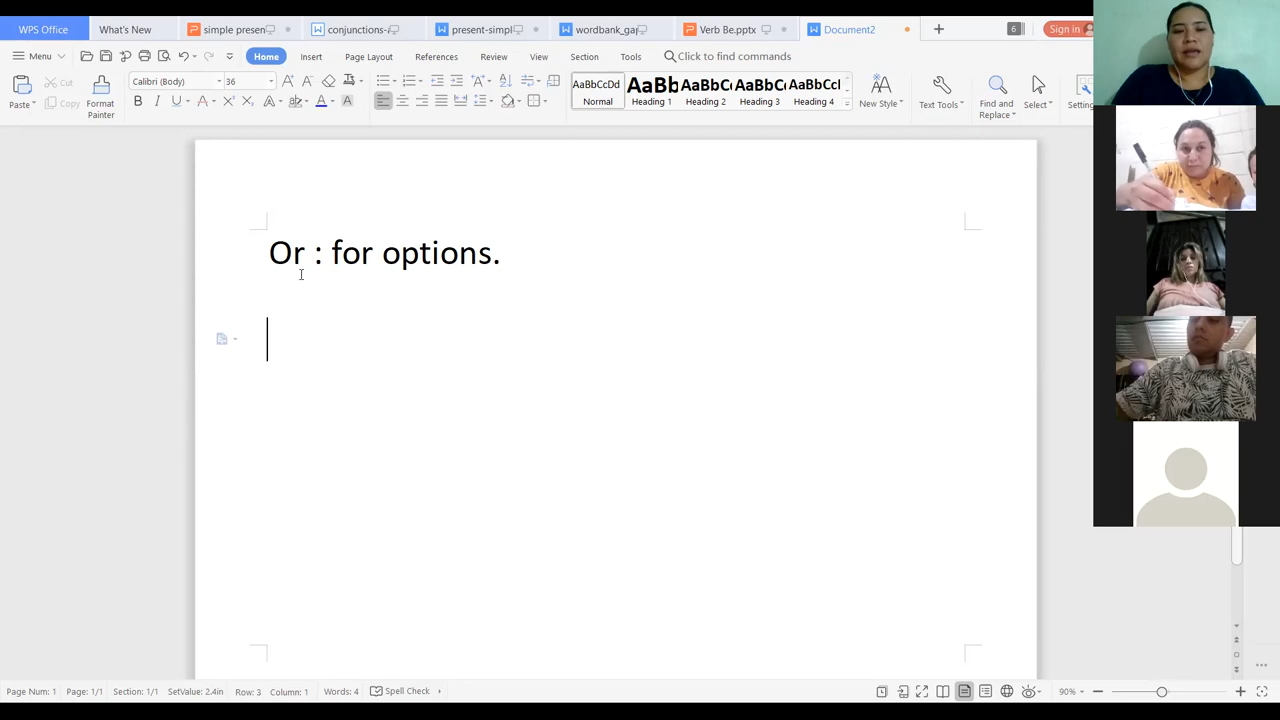 WPS Office What's New simple presen conjunctions- present-simpl wordbank_gap Verb Be.pptx Document2 6 Sign in
Menu Home Insert Page Layout References Review View Section Tools Click to find commands
Paste Cut Copy Format Painter Calibri (Body) 36 AaBbCcDd Normal AaBb Heading 1 AaBbC Heading 2 AaBbC Heading 3 AaBbCcI Heading 4 New Style Text Tools Find and Replace Select Setting
Or : for options.
Page Num: 1 Page: 1/1 Section: 1/1 SetValue: 2.4in Row: 3 Column: 1 Words: 4 Spell Check 90%